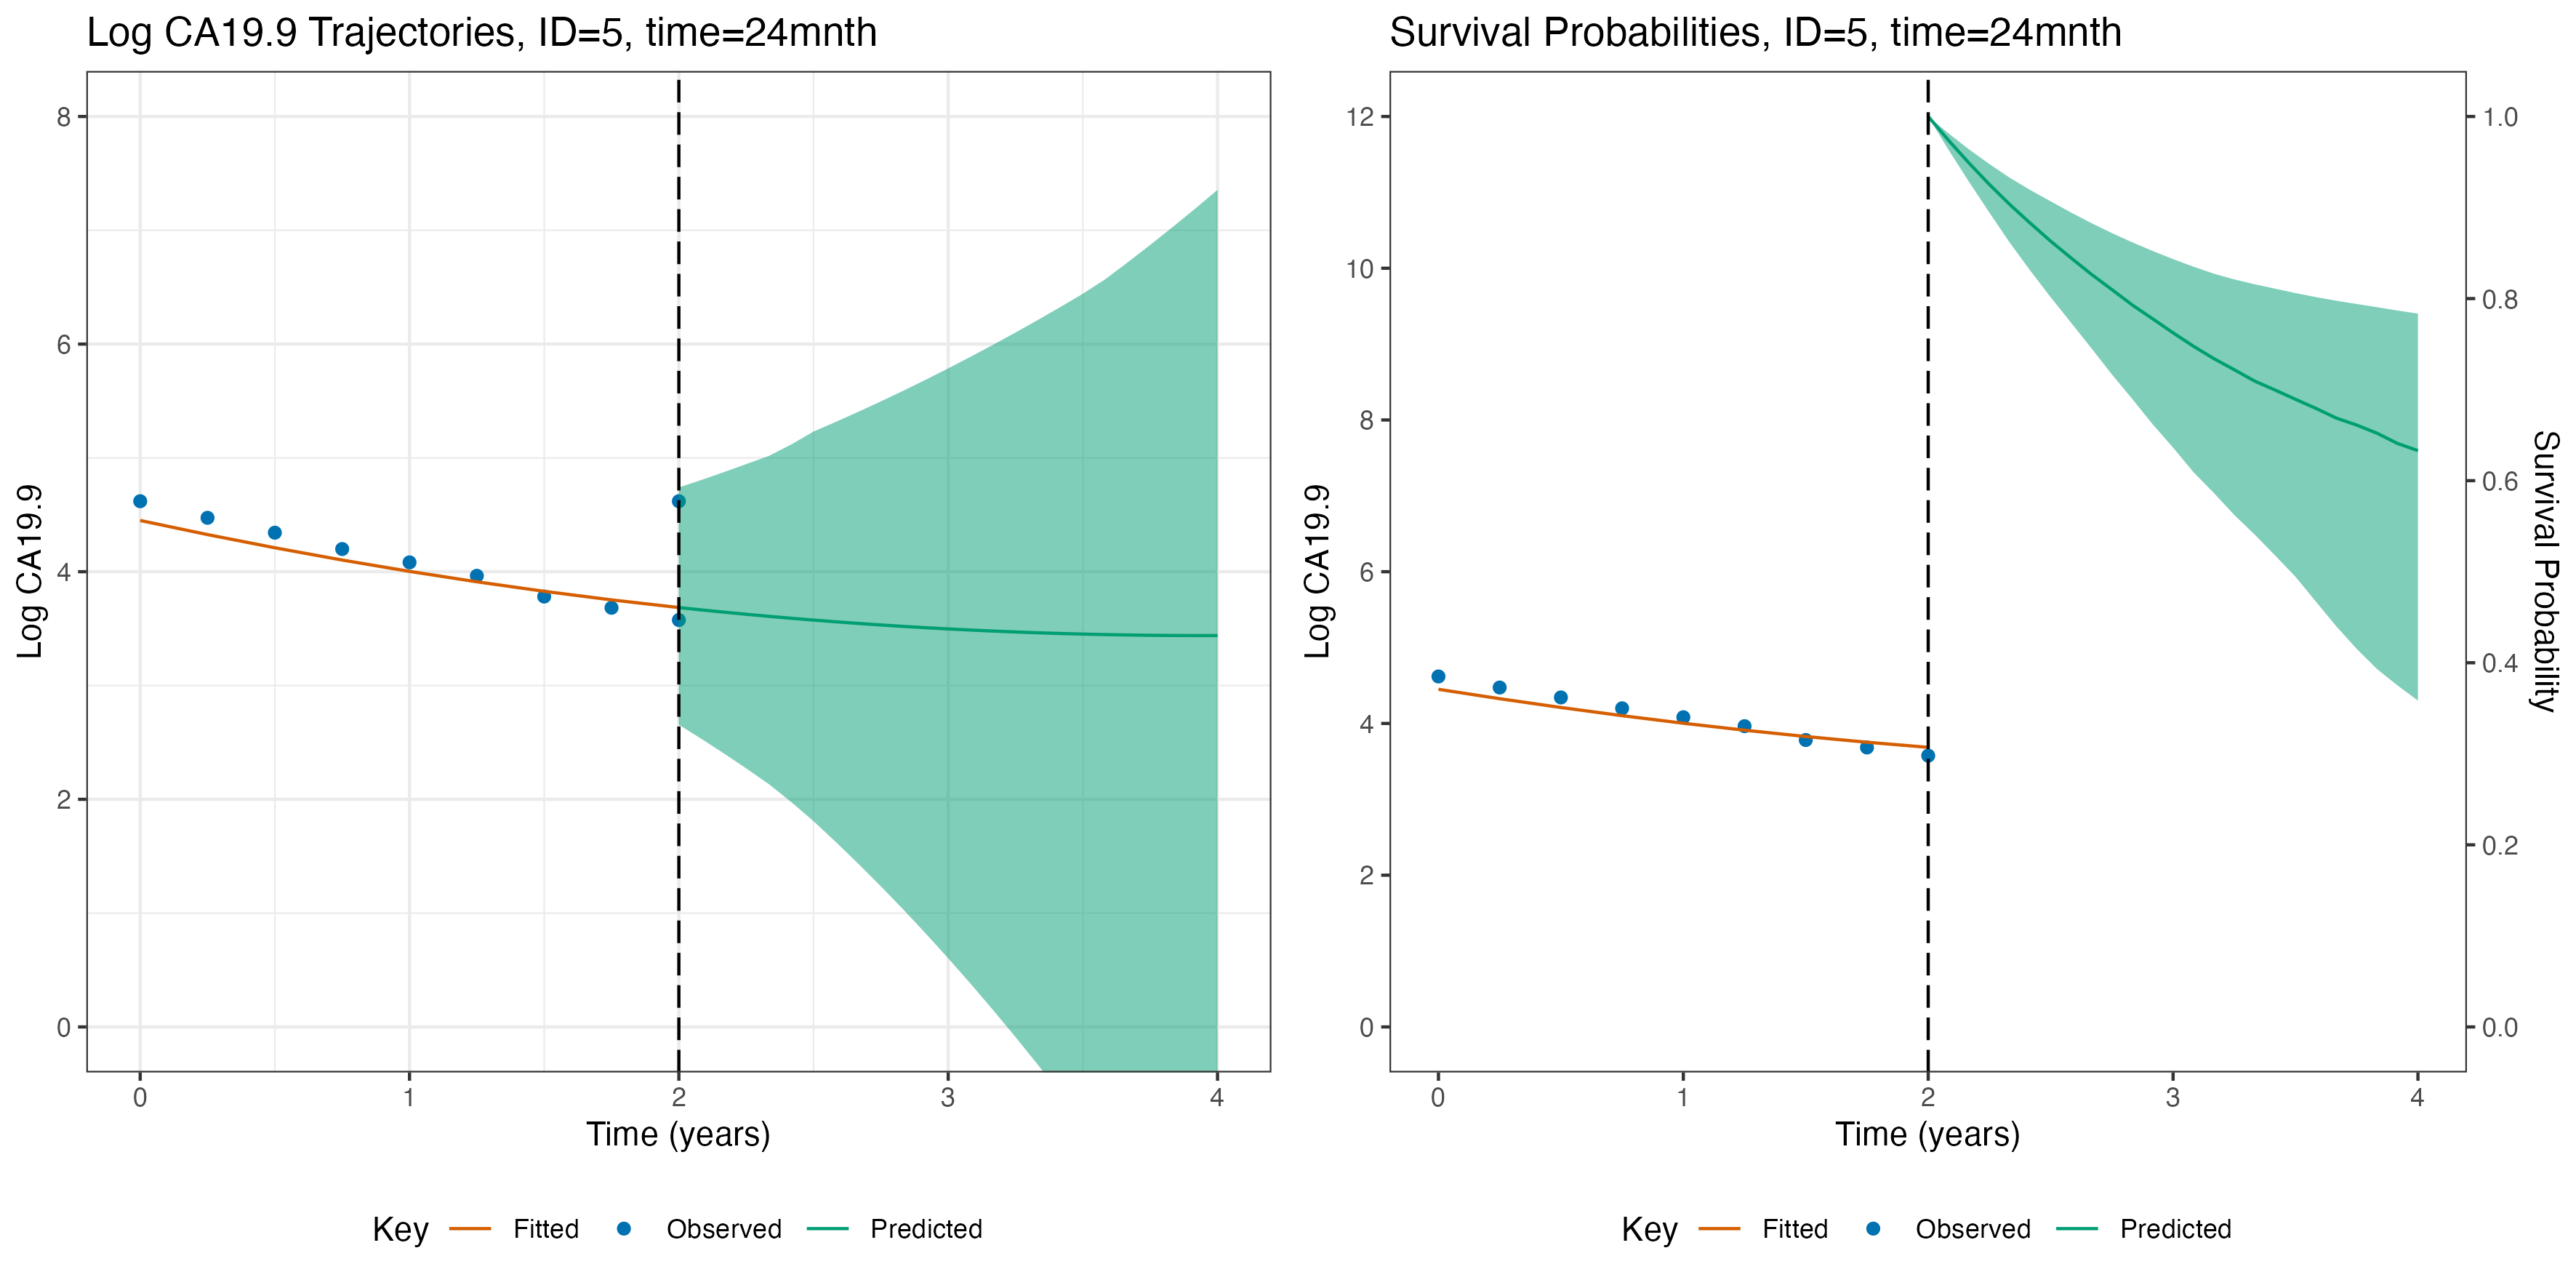 Log CA19.9 Trajectories, ID=5, time=24mnth
8
6
4
2
0
Log CA19.9
0 1 2 3 4
Time (years)
Key Fitted Observed Predicted
Survival Probabilities, ID=5, time=24mnth
12
10
8
6
4
2
0
Log CA19.9
1.0
0.8
0.6
0.4
0.2
0.0
Survival Probability
0 1 2 3 4
Time (years)
Key Fitted Observed Predicted